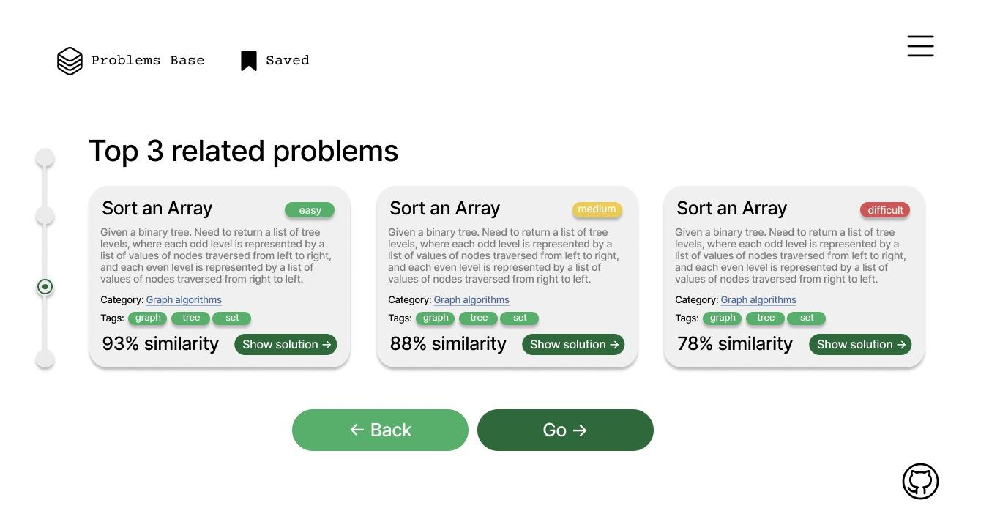 Problems Base
Saved
Top 3 related problems
Sort an Array
easy
Given a binary tree. Need to return a list of tree
levels, where each odd level is represented by a
list of values of nodes traversed from left to right,
and each even level is represented by a list of
values of nodes traversed from right to left.
Category: Graph algorithms
Tags: graph tree set
93% similarity
Show solution →
Sort an Array
medium
Given a binary tree. Need to return a list of tree
levels, where each odd level is represented by a
list of values of nodes traversed from left to right,
and each even level is represented by a list of
values of nodes traversed from right to left.
Category: Graph algorithms
Tags: graph tree set
88% similarity
Show solution →
Sort an Array
difficult
Given a binary tree. Need to return a list of tree
levels, where each odd level is represented by a
list of values of nodes traversed from left to right,
and each even level is represented by a list of
values of nodes traversed from right to left.
Category: Graph algorithms
Tags: graph tree set
78% similarity
Show solution →
← Back
Go →